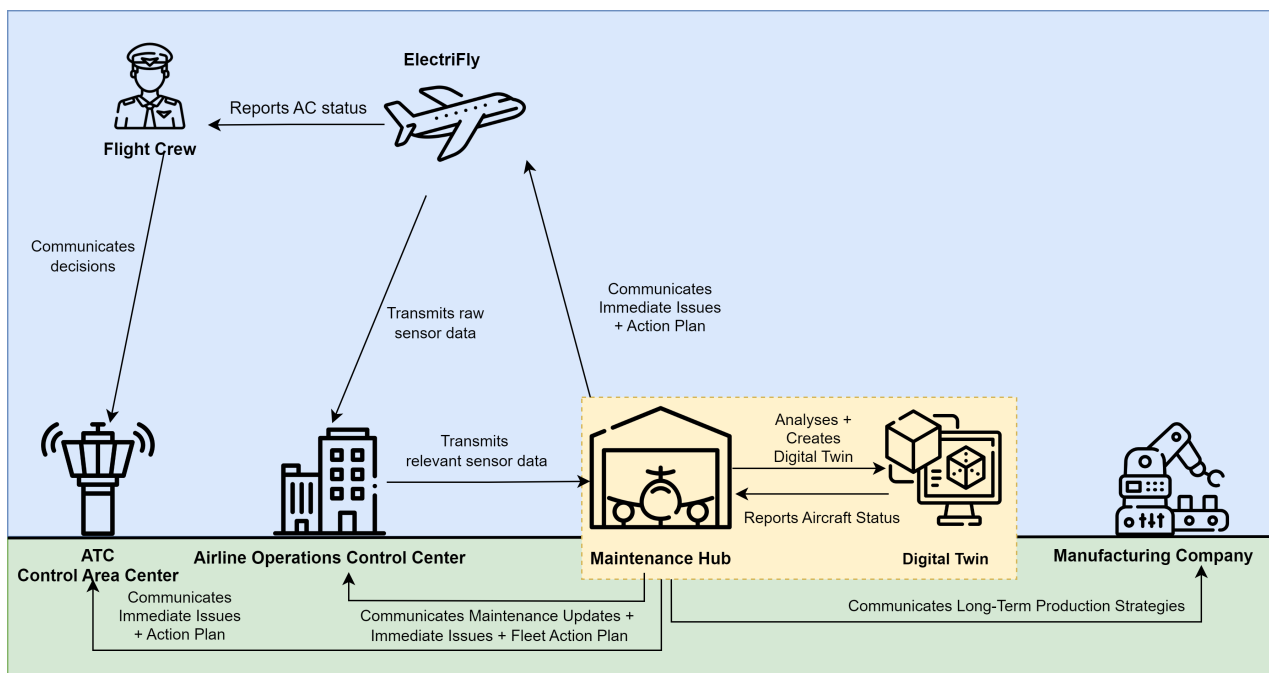 ElectriFly
Reports AC status
Flight Crew
Communicates
decisions
Transmits raw
sensor data
Communicates
Immediate Issues
+ Action Plan
Transmits
relevant sensor data
Analyses +
Creates
Digital Twin
Reports Aircraft Status
ATC
Control Area Center
Airline Operations Control Center
Maintenance Hub
Digital Twin
Manufacturing Company
Communicates
Immediate Issues
+ Action Plan
Communicates Maintenance Updates +
Immediate Issues + Fleet Action Plan
Communicates Long-Term Production Strategies